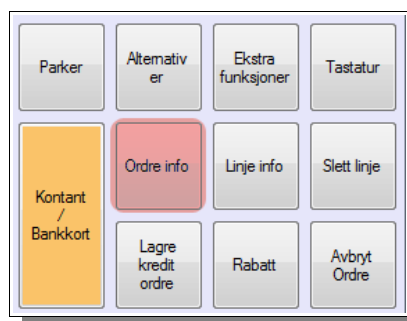 Parker
Alternativ
er
Ekstra
funksjoner
Tastatur
Kontant
/
Bankkort
Ordre info
Linje info
Slett linje
Lagre
kredit
ordre
Rabatt
Avbryt
Ordre